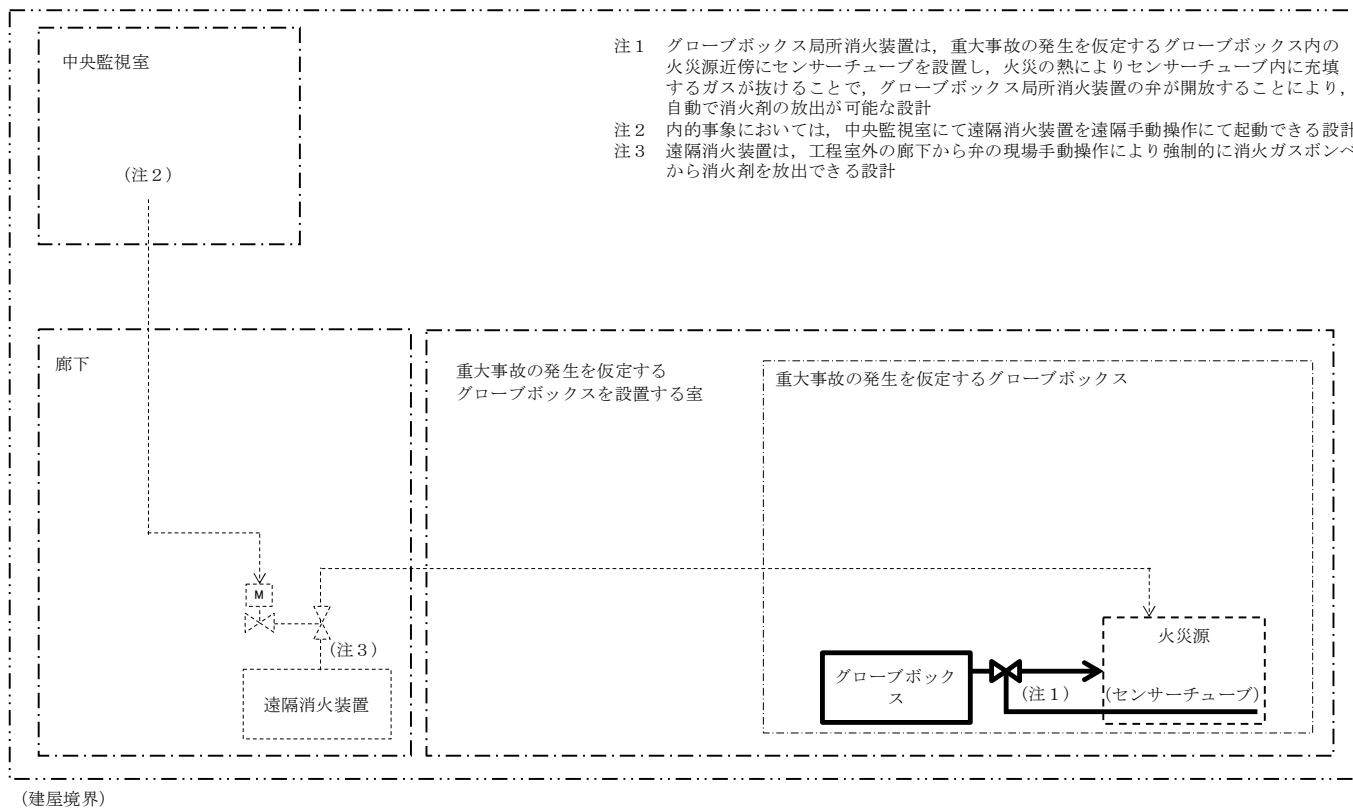 中央監視室
（注２）
注１　グローブボックス局所消火装置は，重大事故の発生を仮定するグローブボックス内の
火災源近傍にセンサーチューブを設置し，火災の熱によりセンサーチューブ内に充填
するガスが抜けることで，グローブボックス局所消火装置の弁が開放することにより，
自動で消火剤の放出が可能な設計
注２　内的事象においては，中央監視室にて遠隔消火装置を遠隔手動操作にて起動できる設計
注３　遠隔消火装置は，工程室外の廊下から弁の現場手動操作により強制的に消火ガスボンベ
から消火剤を放出できる設計
廊下
M
（注３）
遠隔消火装置
重大事故の発生を仮定する
グローブボックスを設置する室
重大事故の発生を仮定するグローブボックス
火災源
グローブボック
ス
（注１）
（センサーチューブ）
（建屋境界）